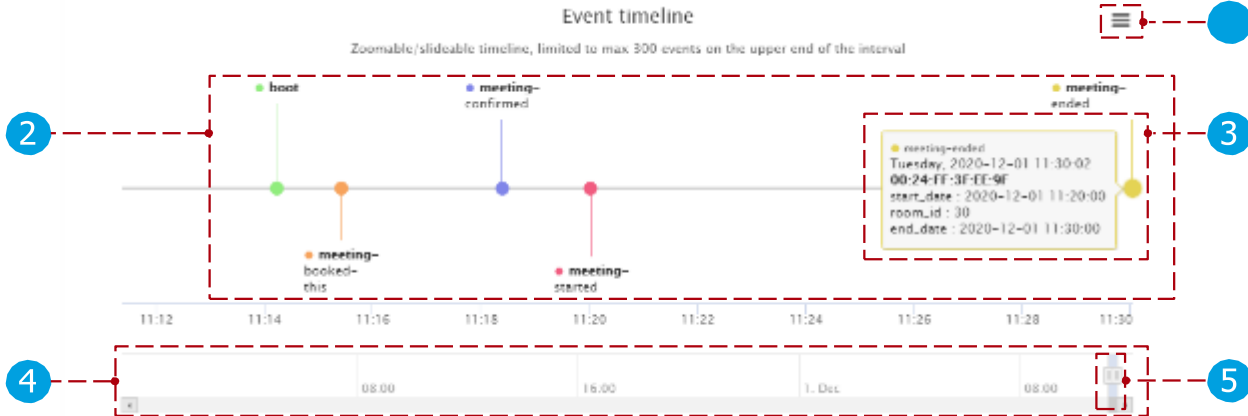 Event timeline
Zoomable/slideable timeline, limited to max 300 events on the upper end of the interval
boot
meeting-
confirmed
meeting-
ended
2
3
meeting-ended
Tuesday, 2020-12-01 11:30:02
00:24-FF-3F-EE-9F
start_date : 2020-12-01 11:20:00
room_id : 30
end_date : 2020-12-01 11:30:00
meeting-
booked-
this
meeting-
started
11:12
11:14
11:16
11:18
11:20
11:22
11:24
11:26
11:28
11:30
4
08:00
16:00
1. Dec
08:00
5